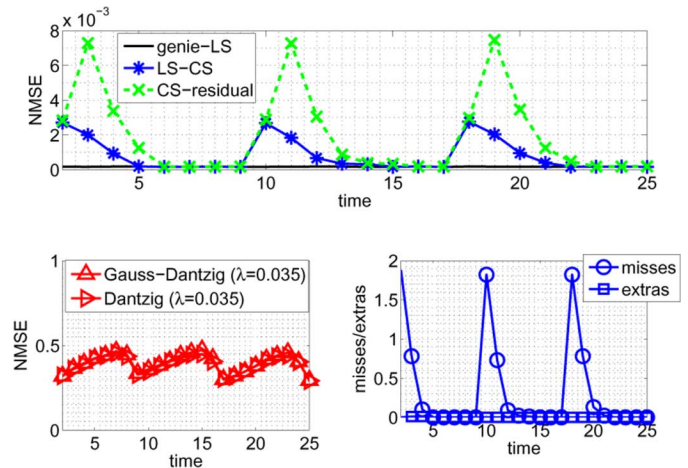 × 10⁻³
8
6
4
2
0
NMSE
genie-LS
LS-CS
CS-residual
5 10 15 20 25
time
1
0.5
0
NMSE
Gauss-Dantzig (λ=0.035)
Dantzig (λ=0.035)
5 10 15 20 25
time
2
1.5
1
0.5
0
misses/extras
misses
extras
5 10 15 20 25
time